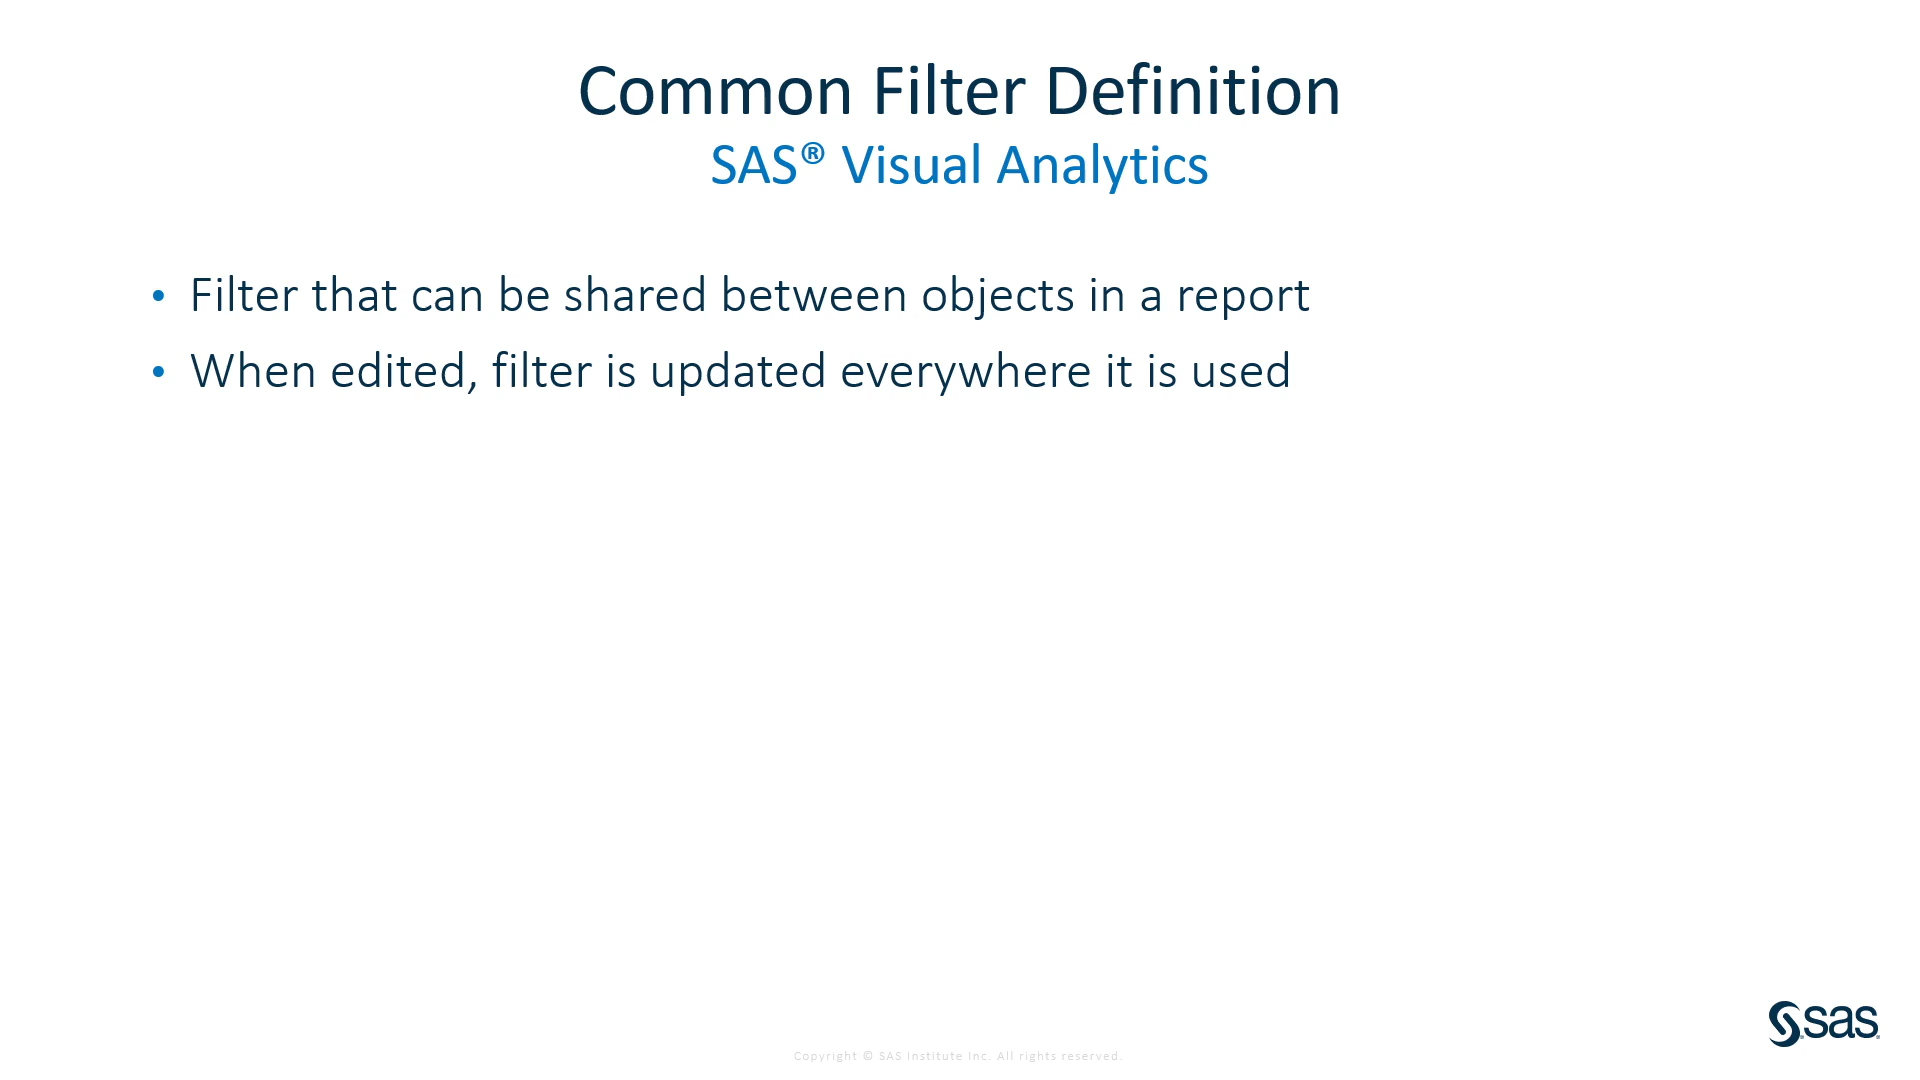 Common Filter Definition
SAS® Visual Analytics
• Filter that can be shared between objects in a report
• When edited, filter is updated everywhere it is used
sas
Copyright © SAS Institute Inc. All rights reserved.